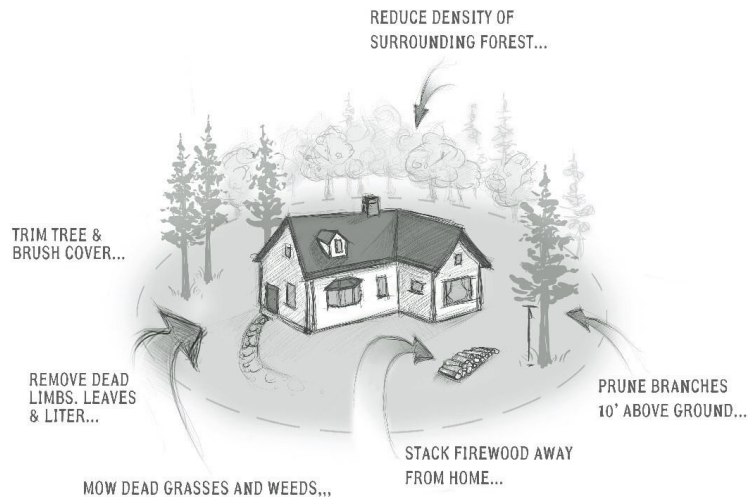 REDUCE DENSITY OF
SURROUNDING FOREST...
TRIM TREE &
BRUSH COVER...
REMOVE DEAD
LIMBS. LEAVES
& LITER...
PRUNE BRANCHES
10' ABOVE GROUND...
STACK FIREWOOD AWAY
FROM HOME...
MOW DEAD GRASSES AND WEEDS,,,